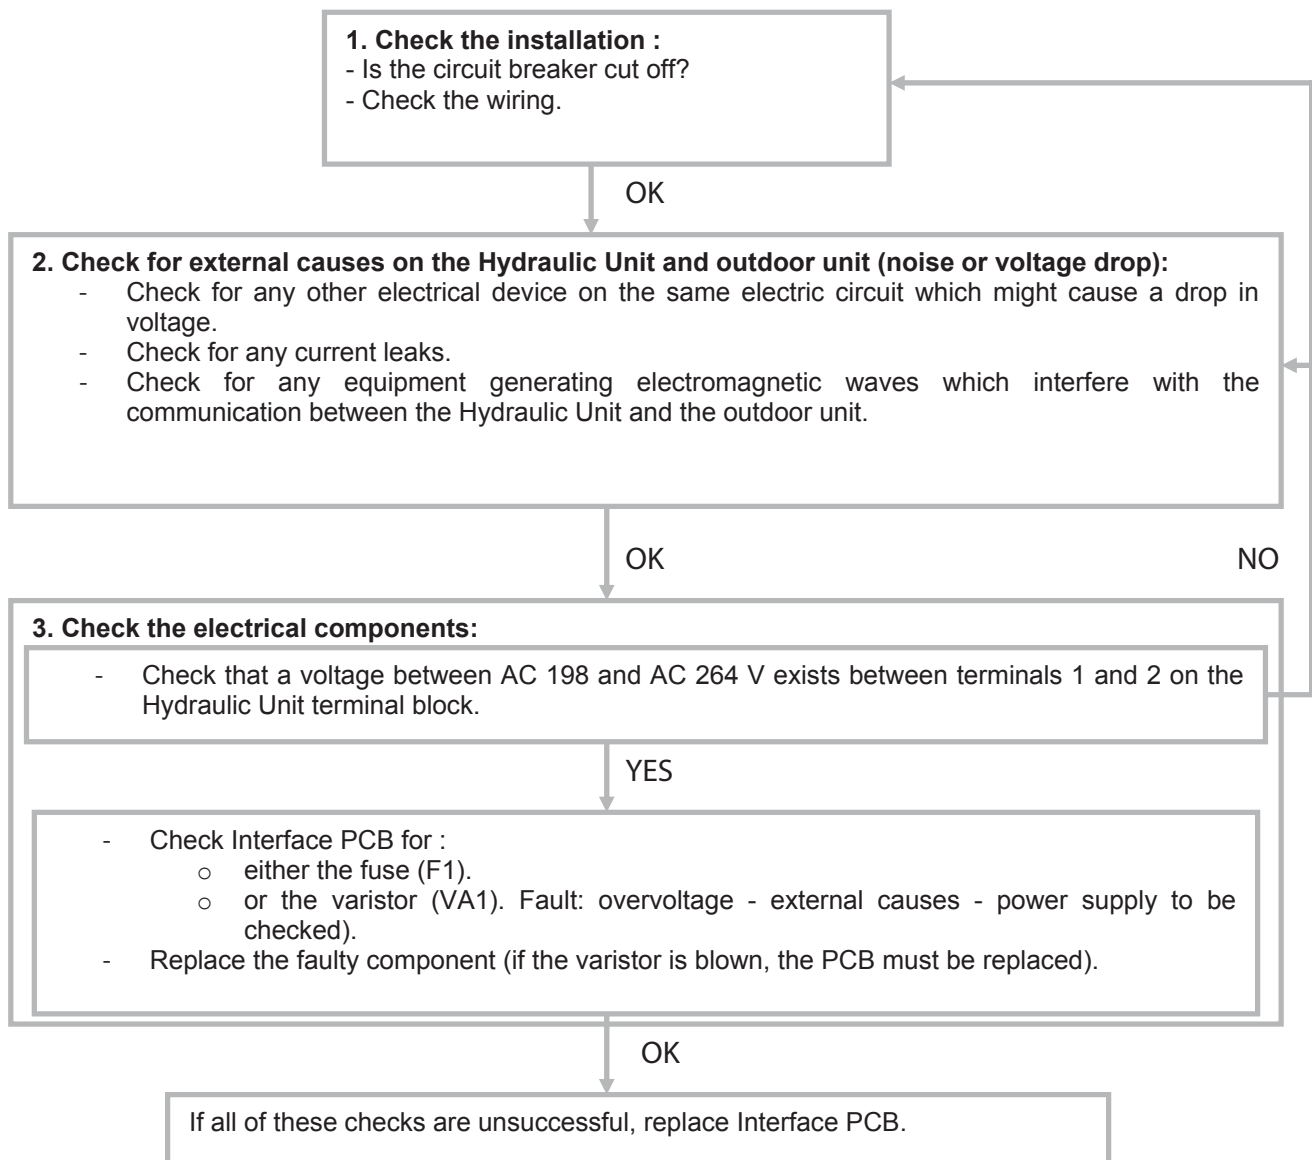 1. Check the installation :
- Is the circuit breaker cut off?
- Check the wiring.
OK
2. Check for external causes on the Hydraulic Unit and outdoor unit (noise or voltage drop):
- Check for any other electrical device on the same electric circuit which might cause a drop in
voltage.
- Check for any current leaks.
- Check for any equipment generating electromagnetic waves which interfere with the
communication between the Hydraulic Unit and the outdoor unit.
OK
NO
3. Check the electrical components:
- Check that a voltage between AC 198 and AC 264 V exists between terminals 1 and 2 on the
Hydraulic Unit terminal block.
YES
- Check Interface PCB for :
o either the fuse (F1).
o or the varistor (VA1). Fault: overvoltage - external causes - power supply to be
checked).
- Replace the faulty component (if the varistor is blown, the PCB must be replaced).
OK
If all of these checks are unsuccessful, replace Interface PCB.